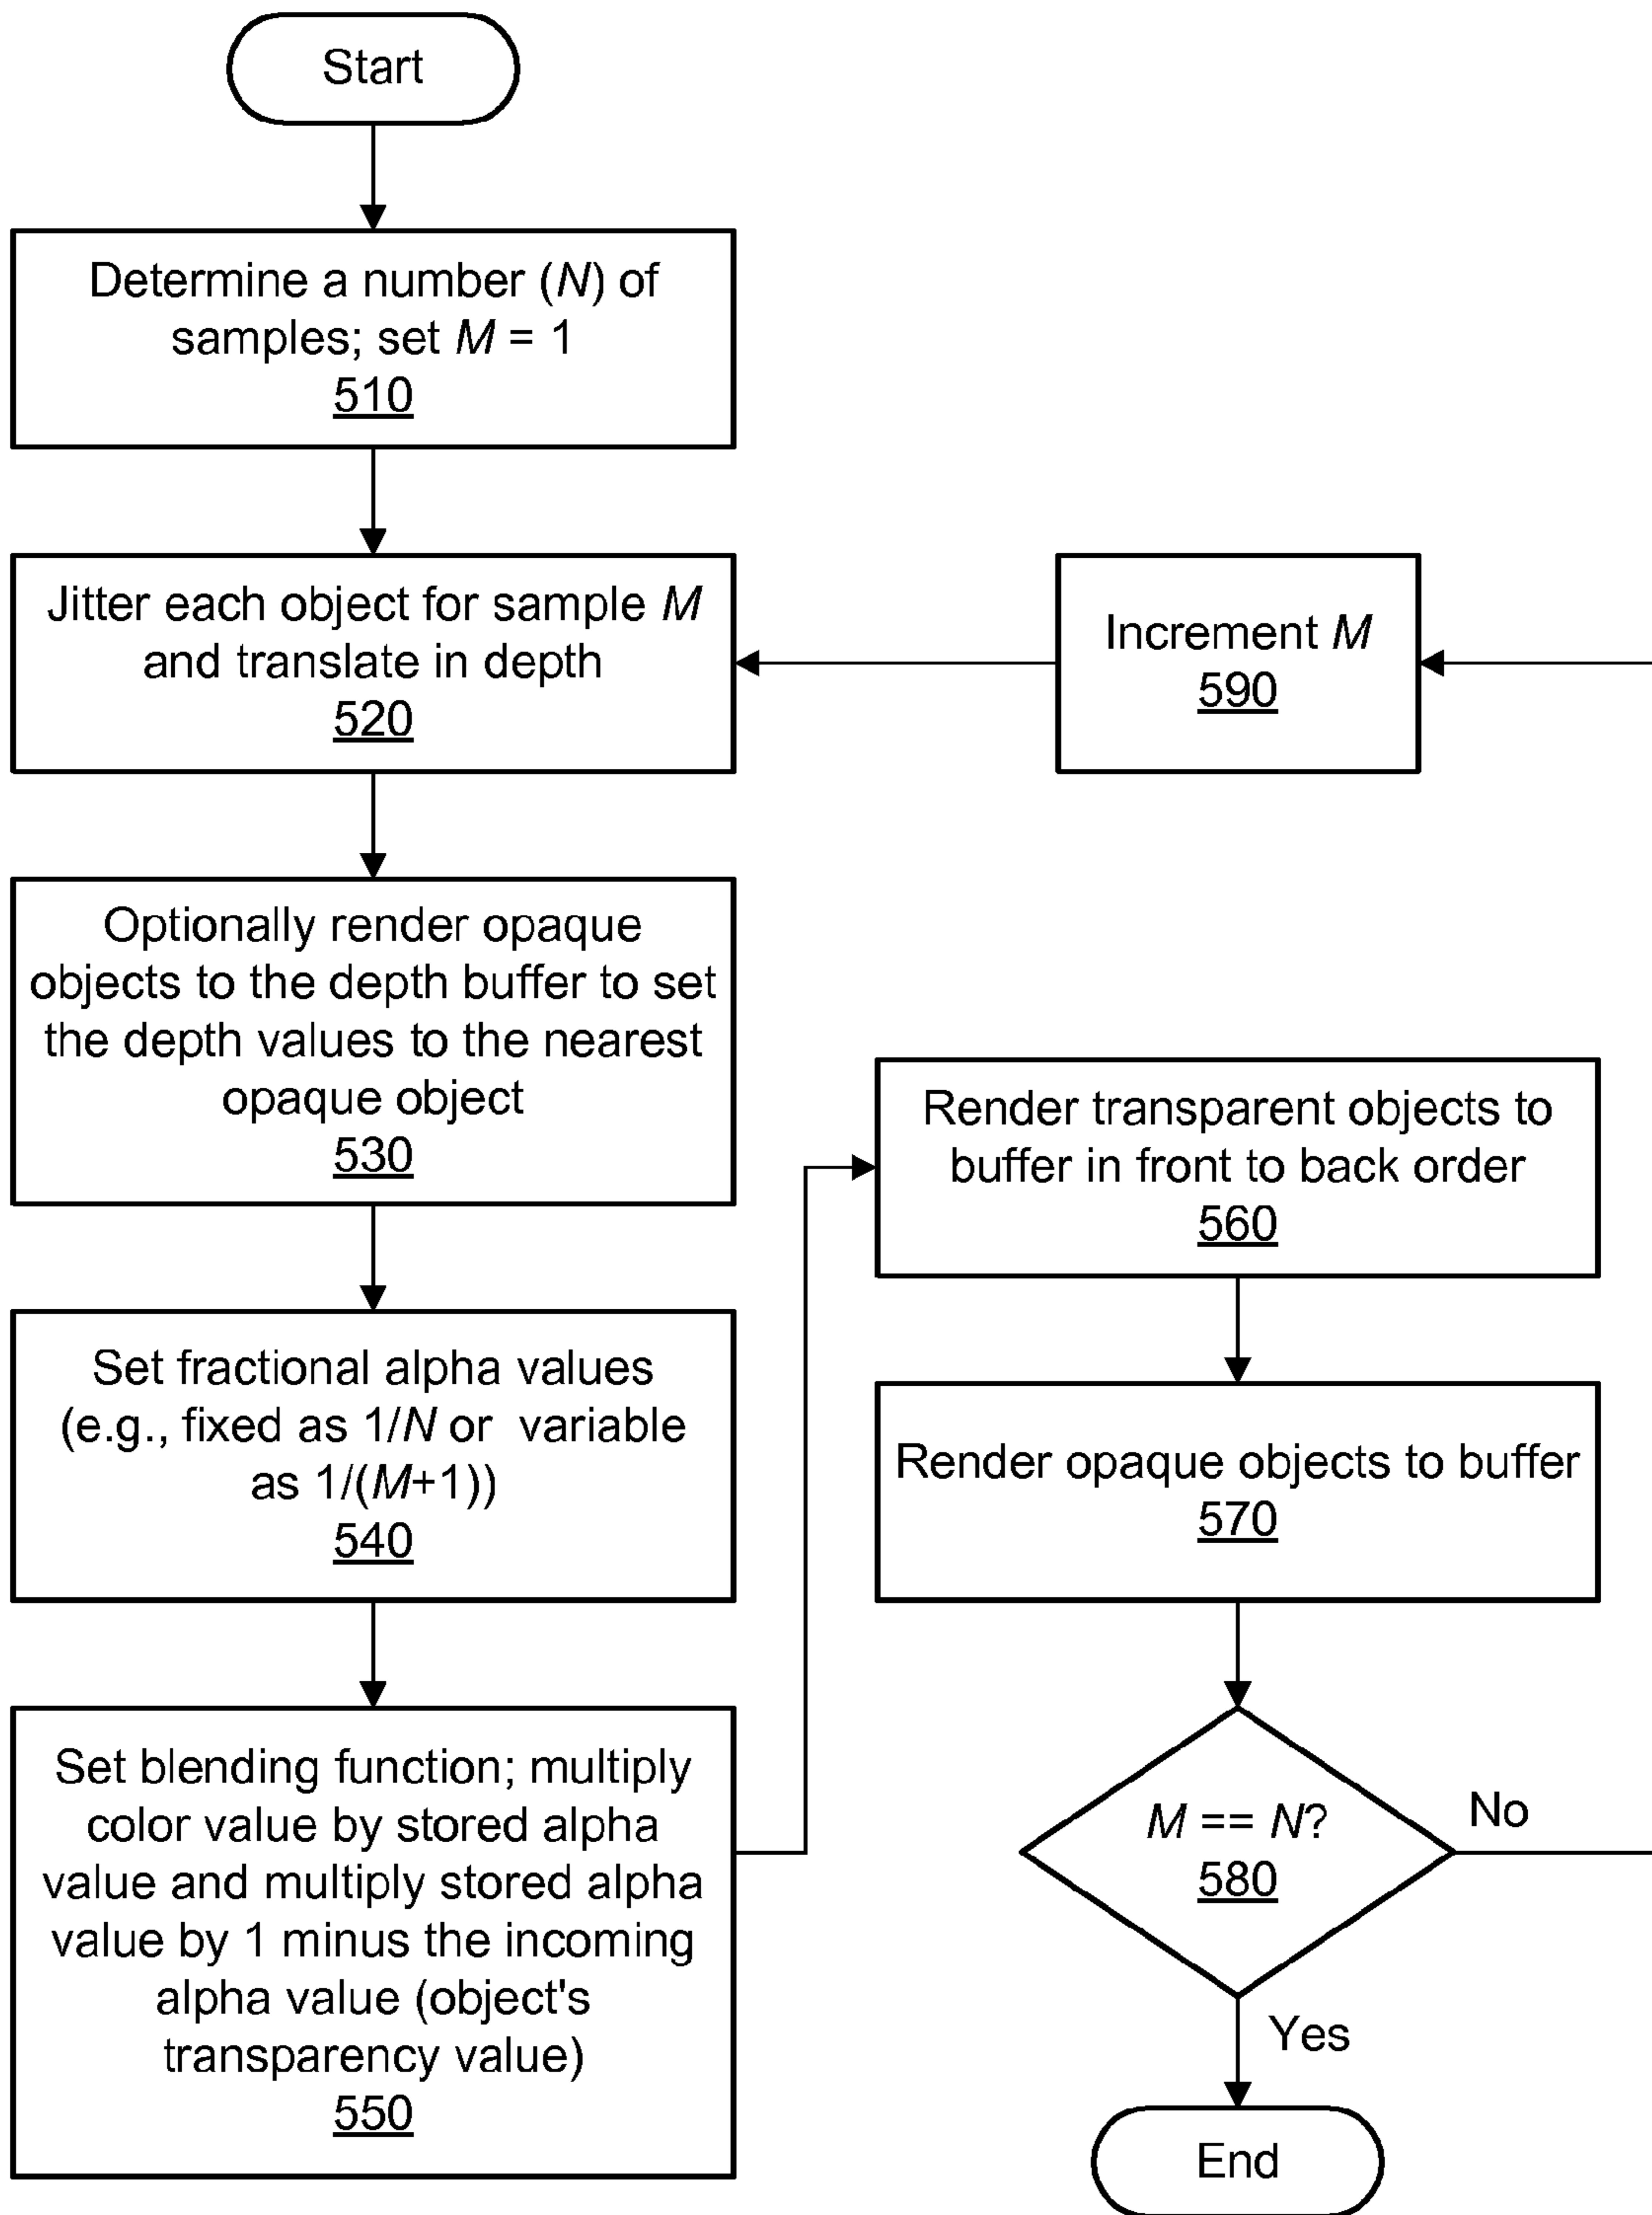 Start
Determine a number (N) of
samples; set M = 1
510
Jitter each object for sample M
and translate in depth
520
Increment M
590
Optionally render opaque
objects to the depth buffer to set
the depth values to the nearest
opaque object
530
Set fractional alpha values
(e.g., fixed as 1/N or variable
as 1/(M+1))
540
Set blending function; multiply
color value by stored alpha
value and multiply stored alpha
value by 1 minus the incoming
alpha value (object's
transparency value)
550
Render transparent objects to
buffer in front to back order
560
Render opaque objects to buffer
570
M == N?
580
No
Yes
End